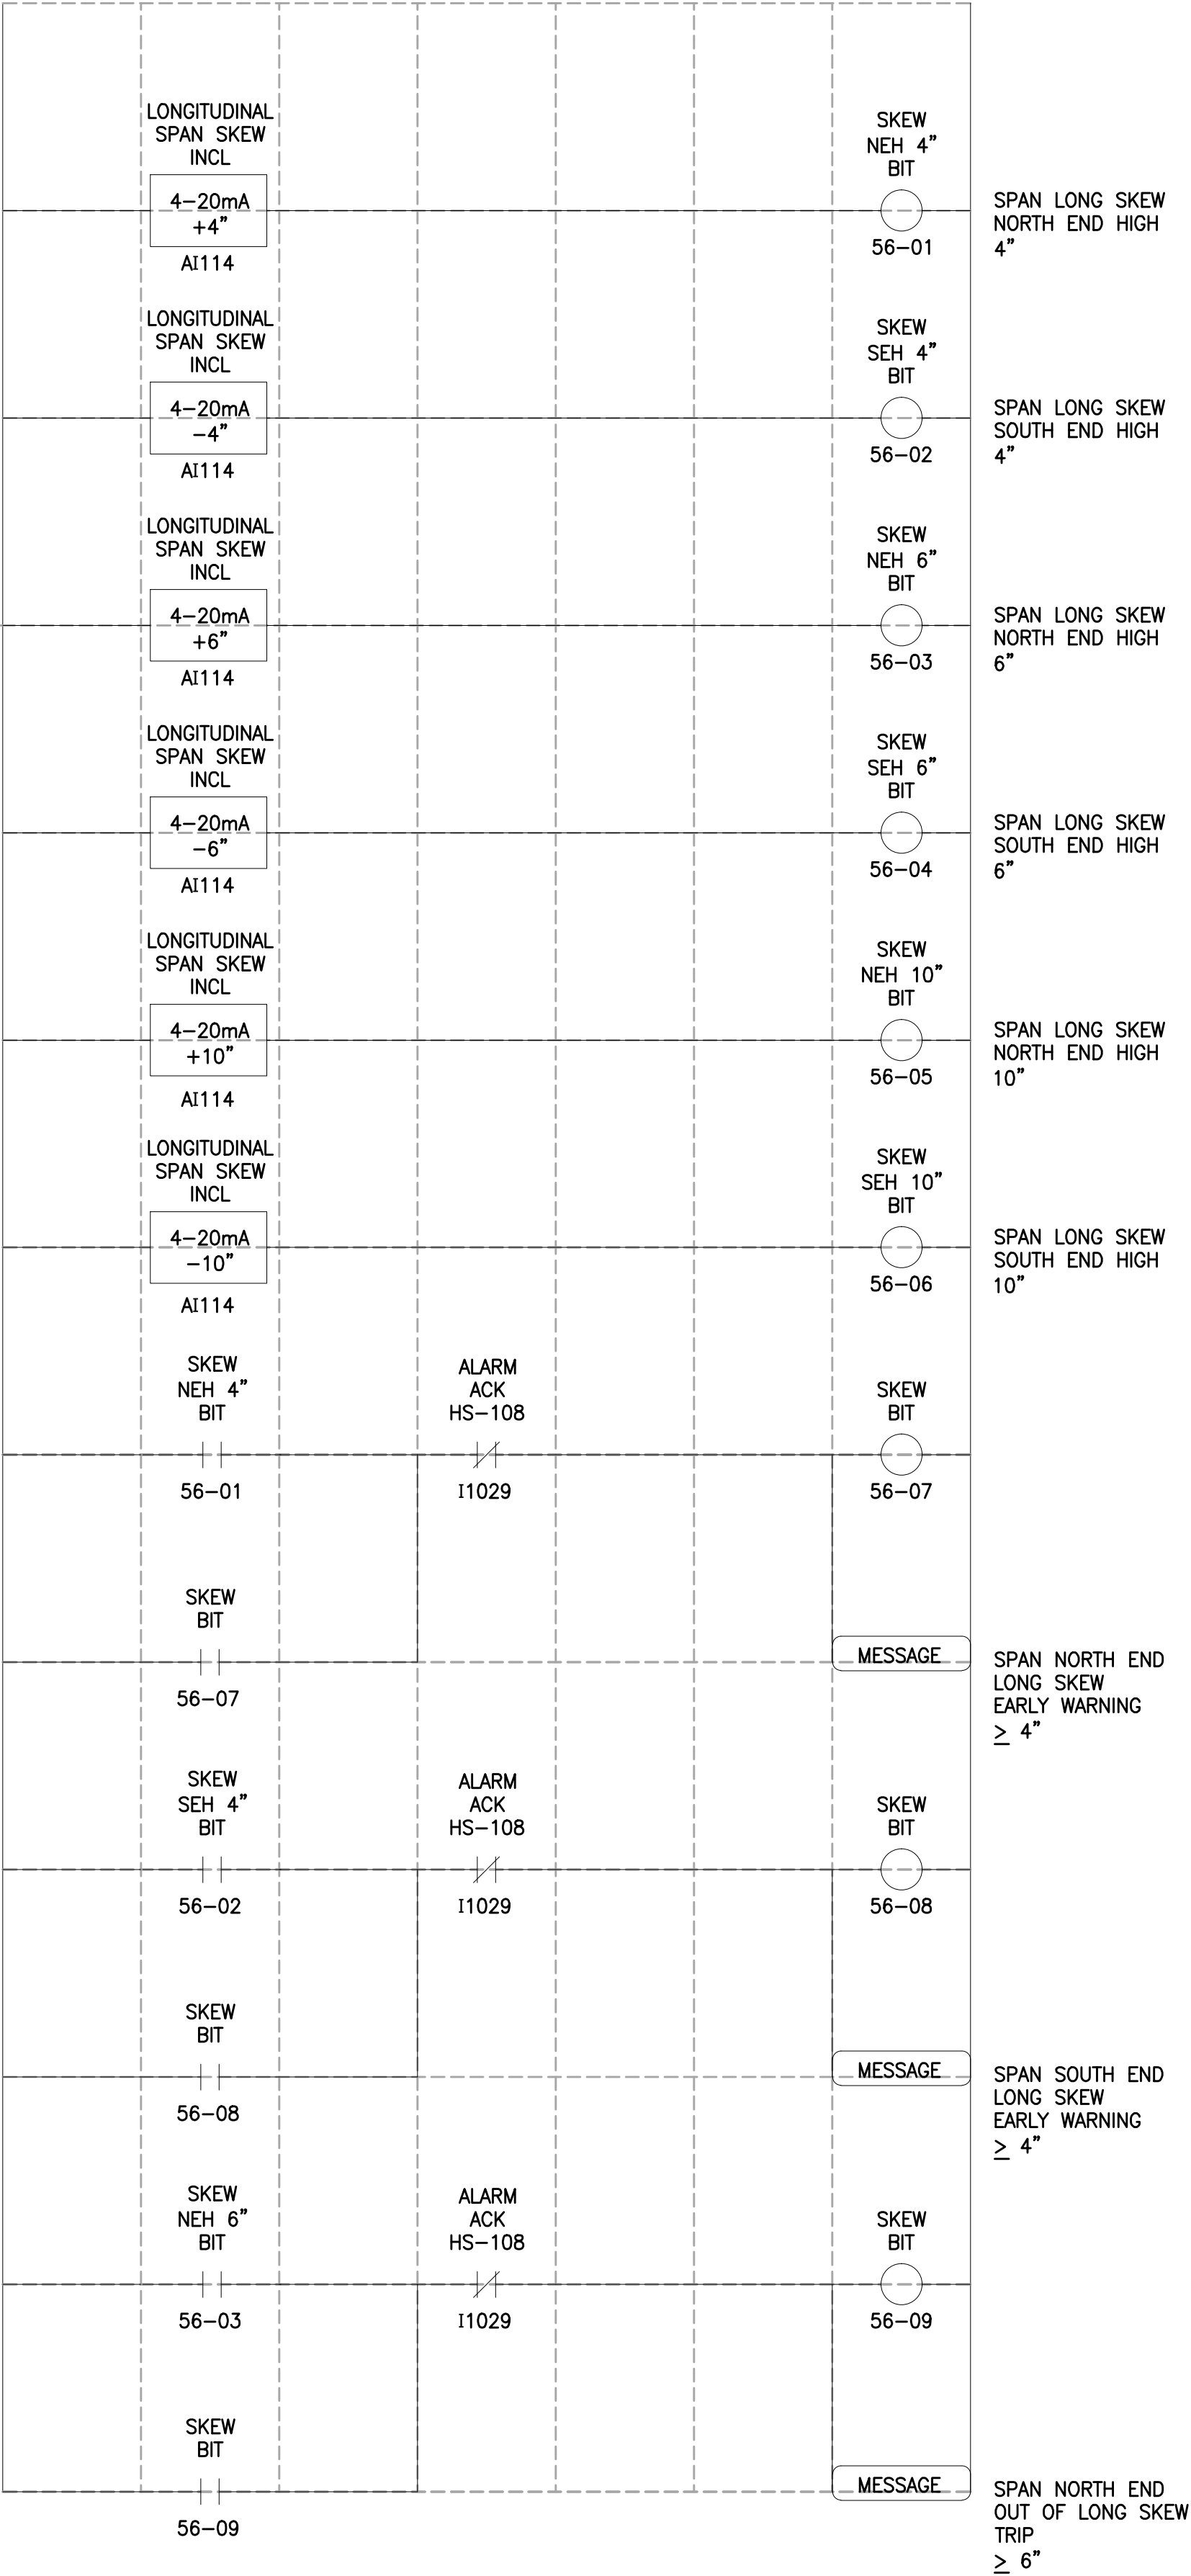 LONGITUDINAL
SPAN SKEW
INCL
4-20mA
+4"
AI114
SKEW
NEH 4"
BIT
56-01
SPAN LONG SKEW
NORTH END HIGH
4"
LONGITUDINAL
SPAN SKEW
INCL
4-20mA
-4"
AI114
SKEW
SEH 4"
BIT
56-02
SPAN LONG SKEW
SOUTH END HIGH
4"
LONGITUDINAL
SPAN SKEW
INCL
4-20mA
+6"
AI114
SKEW
NEH 6"
BIT
56-03
SPAN LONG SKEW
NORTH END HIGH
6"
LONGITUDINAL
SPAN SKEW
INCL
4-20mA
-6"
AI114
SKEW
SEH 6"
BIT
56-04
SPAN LONG SKEW
SOUTH END HIGH
6"
LONGITUDINAL
SPAN SKEW
INCL
4-20mA
+10"
AI114
SKEW
NEH 10"
BIT
56-05
SPAN LONG SKEW
NORTH END HIGH
10"
LONGITUDINAL
SPAN SKEW
INCL
4-20mA
-10"
AI114
SKEW
SEH 10"
BIT
56-06
SPAN LONG SKEW
SOUTH END HIGH
10"
SKEW
NEH 4"
BIT
56-01
ALARM
ACK
HS-108
I1029
SKEW
BIT
56-07
SKEW
BIT
56-07
MESSAGE
SPAN NORTH END
LONG SKEW
EARLY WARNING
≥ 4"
SKEW
SEH 4"
BIT
56-02
ALARM
ACK
HS-108
I1029
SKEW
BIT
56-08
SKEW
BIT
56-08
MESSAGE
SPAN SOUTH END
LONG SKEW
EARLY WARNING
≥ 4"
SKEW
NEH 6"
BIT
56-03
ALARM
ACK
HS-108
I1029
SKEW
BIT
56-09
SKEW
BIT
56-09
MESSAGE
SPAN NORTH END
OUT OF LONG SKEW
TRIP
≥ 6"